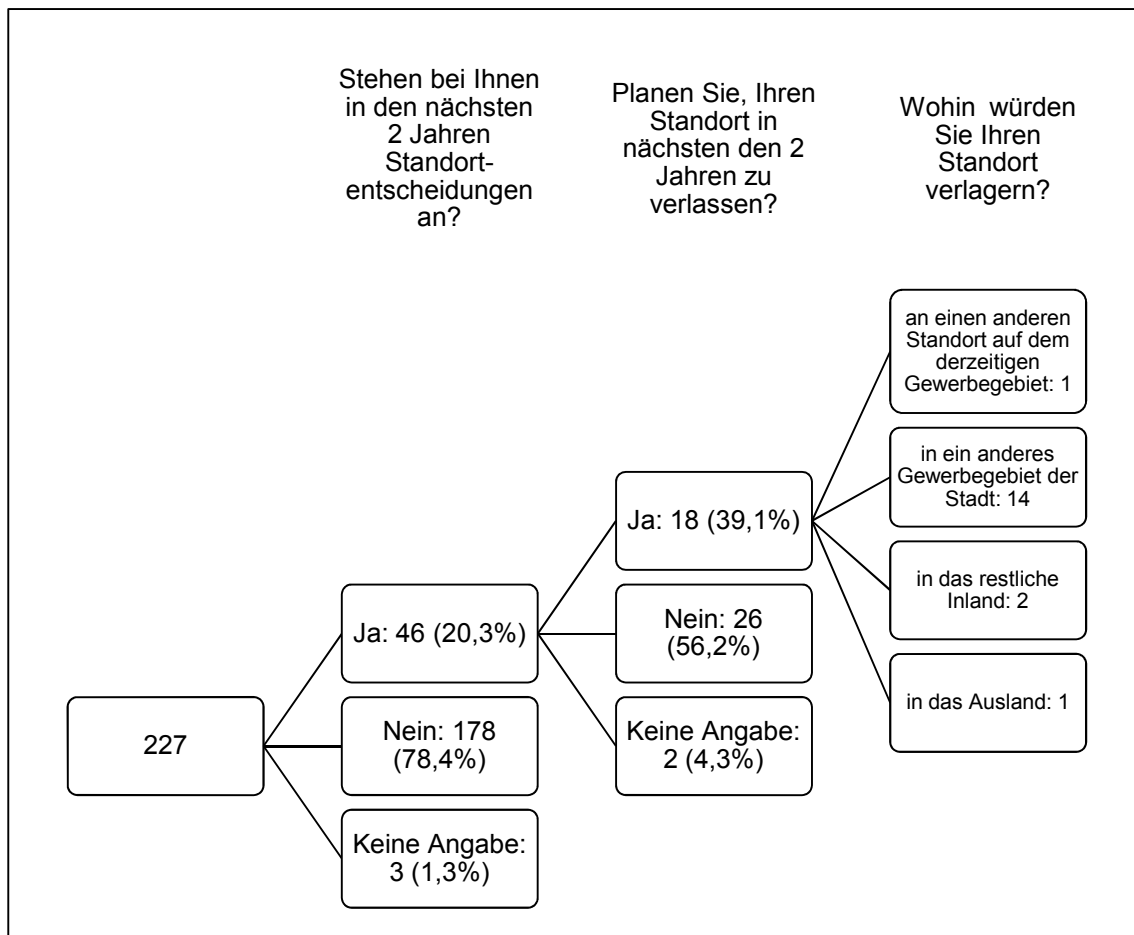 Stehen bei Ihnen
in den nächsten
2 Jahren
Standort-
entscheidungen
an?
Planen Sie, Ihren
Standort in
nächsten den 2
Jahren zu
verlassen?
Wohin würden
Sie Ihren
Standort
verlagern?
227
Ja: 46 (20,3%)
Nein: 178
(78,4%)
Keine Angabe:
3 (1,3%)
Ja: 18 (39,1%)
Nein: 26
(56,2%)
Keine Angabe:
2 (4,3%)
an einen anderen
Standort auf dem
derzeitigen
Gewerbegebiet: 1
in ein anderes
Gewerbegebiet der
Stadt: 14
in das restliche
Inland: 2
in das Ausland: 1